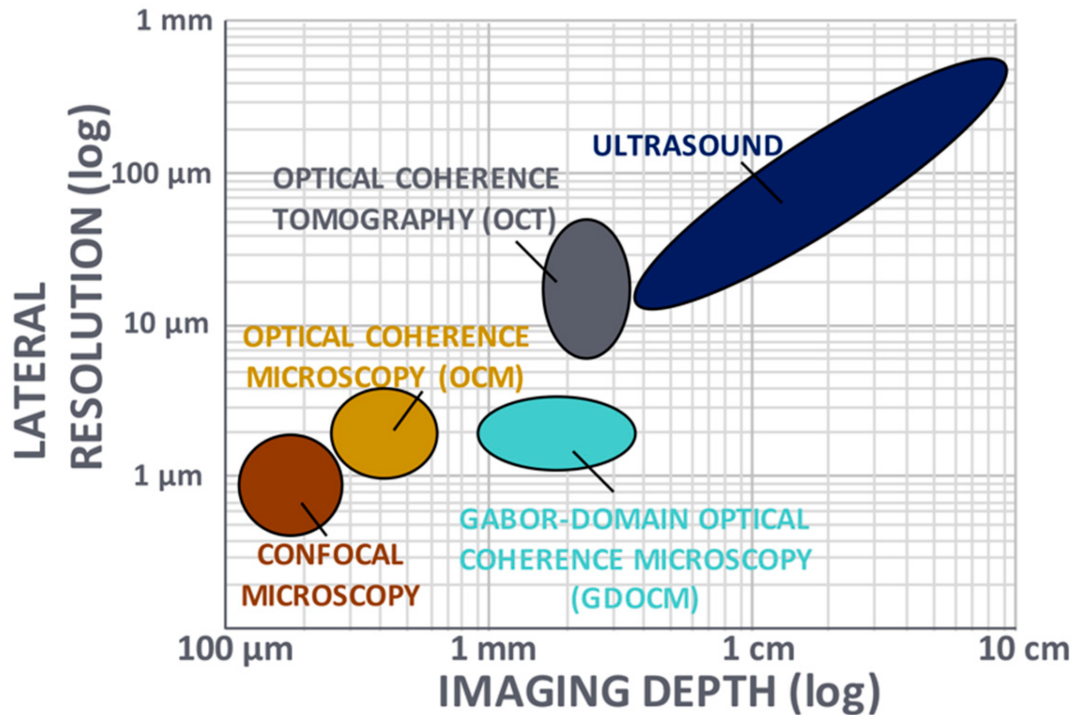 1 mm
ULTRASOUND
100 μm
OPTICAL COHERENCE
TOMOGRAPHY (OCT)
10 μm
OPTICAL COHERENCE
MICROSCOPY (OCM)
1 μm
GABOR-DOMAIN OPTICAL
COHERENCE MICROSCOPY
(GDOCM)
CONFOCAL
MICROSCOPY
LATERAL
RESOLUTION (log)
100 μm
1 mm
1 cm
10 cm
IMAGING DEPTH (log)